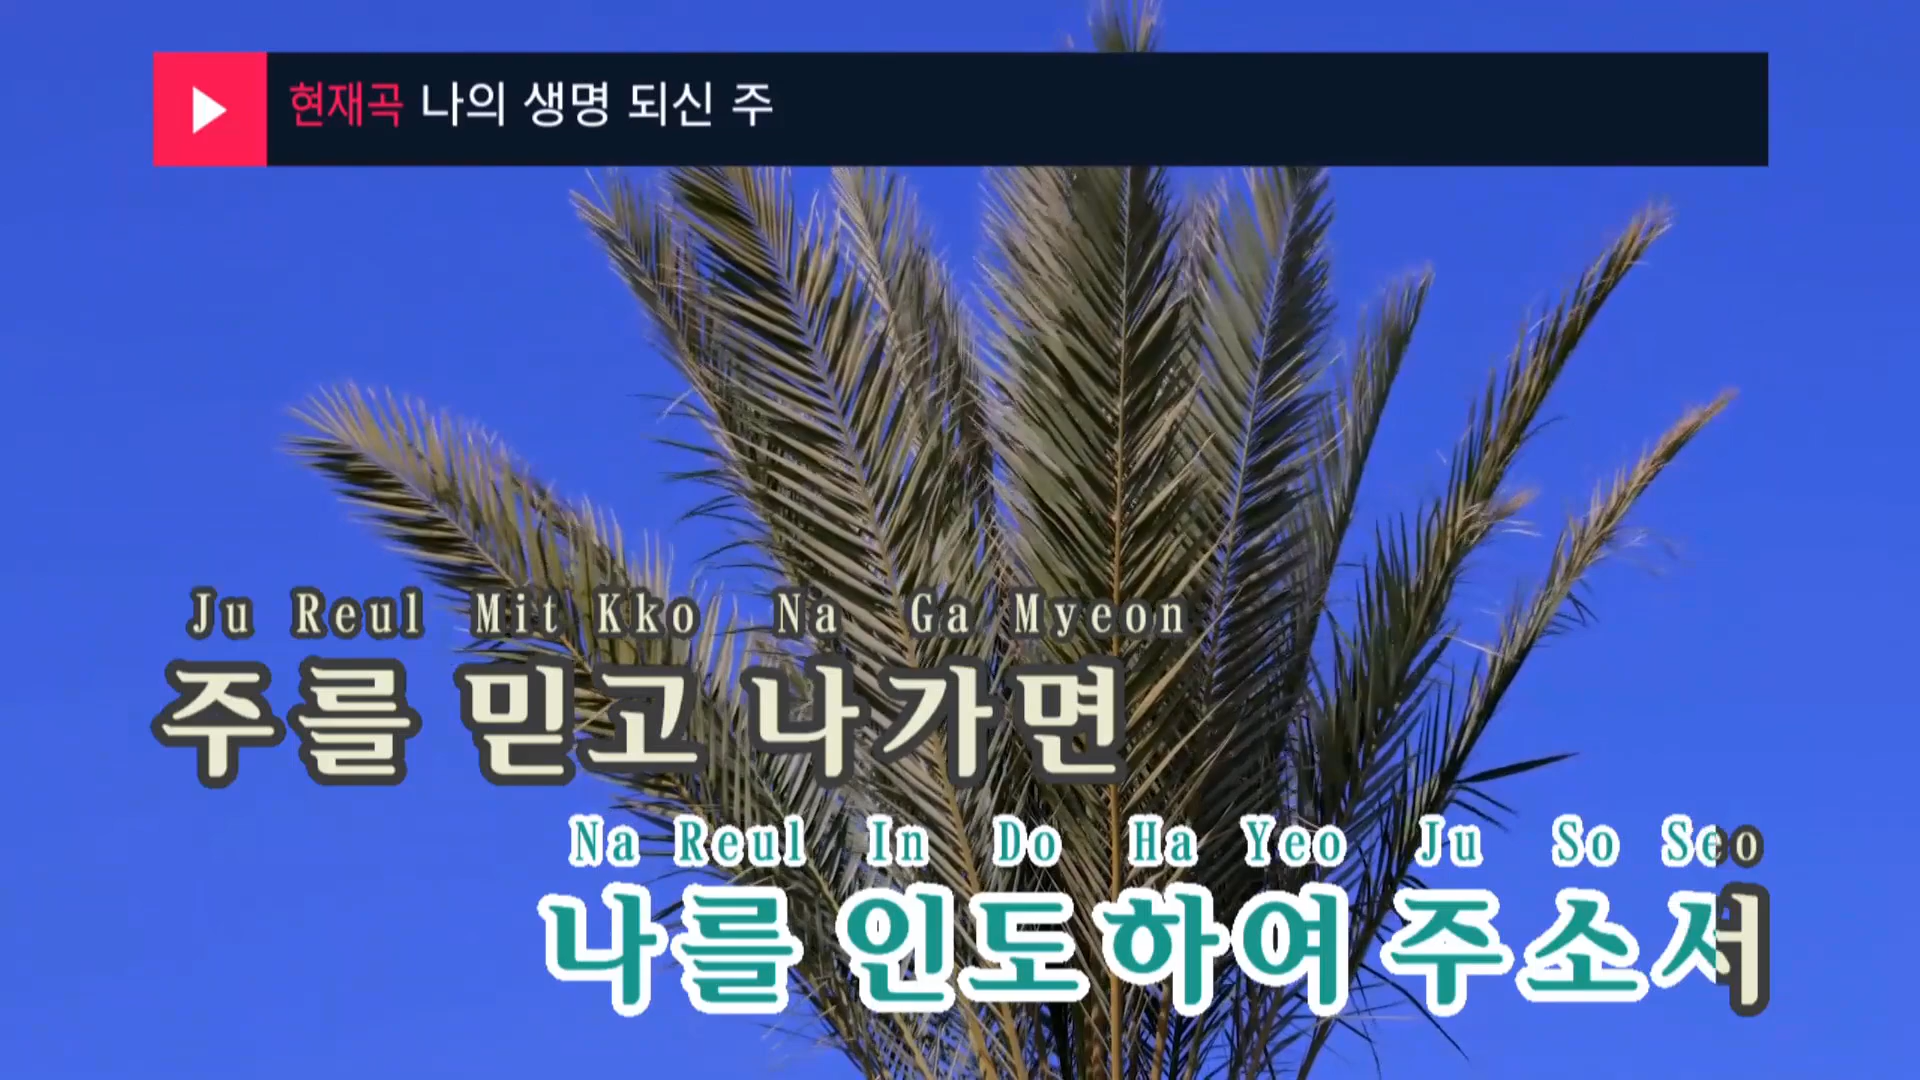 현재곡 나의 생명 되신 주
Ju Reul Mit Kko Na Ga Myeon
주를 믿고 나가면
Na Reul In Do Ha Yeo Ju So Seo
나를 인도하여 주소서